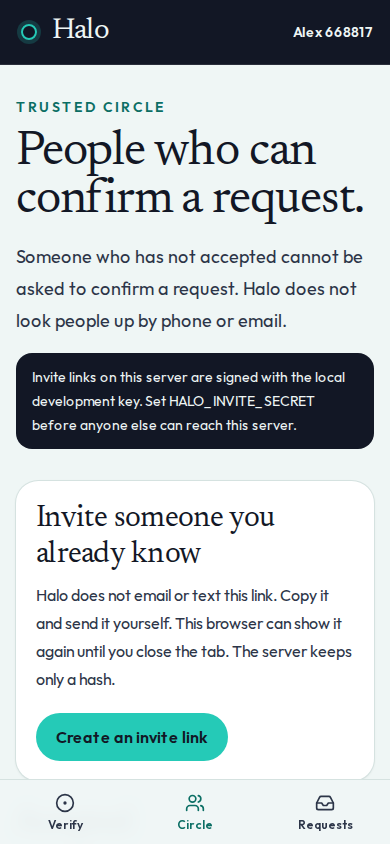 Halo
Alex 668817
TRUSTED CIRCLE
People who can
confirm a request.
Someone who has not accepted cannot be
asked to confirm a request. Halo does not
look people up by phone or email.
Invite links on this server are signed with the local
development key. Set HALO_INVITE_SECRET
before anyone else can reach this server.
Invite someone you
already know
Halo does not email or text this link. Copy it
and send it yourself. This browser can show it
again until you close the tab. The server keeps
only a hash.
Create an invite link
Verify
Circle
Requests